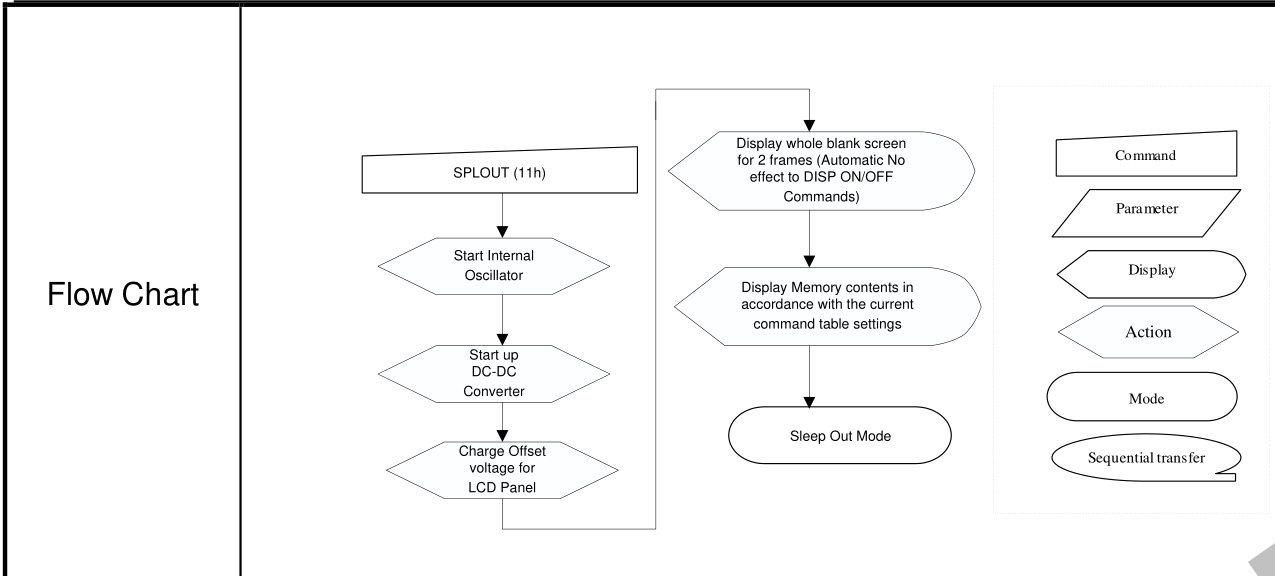 Flow Chart
SPLOUT (11h)
Start Internal
Oscillator
Start up
DC-DC
Converter
Charge Offset
voltage for
LCD Panel
Display whole blank screen
for 2 frames (Automatic No
effect to DISP ON/OFF
Commands)
Display Memory contents in
accordance with the current
command table settings
Sleep Out Mode
Command
Parameter
Display
Action
Mode
Sequential transfer